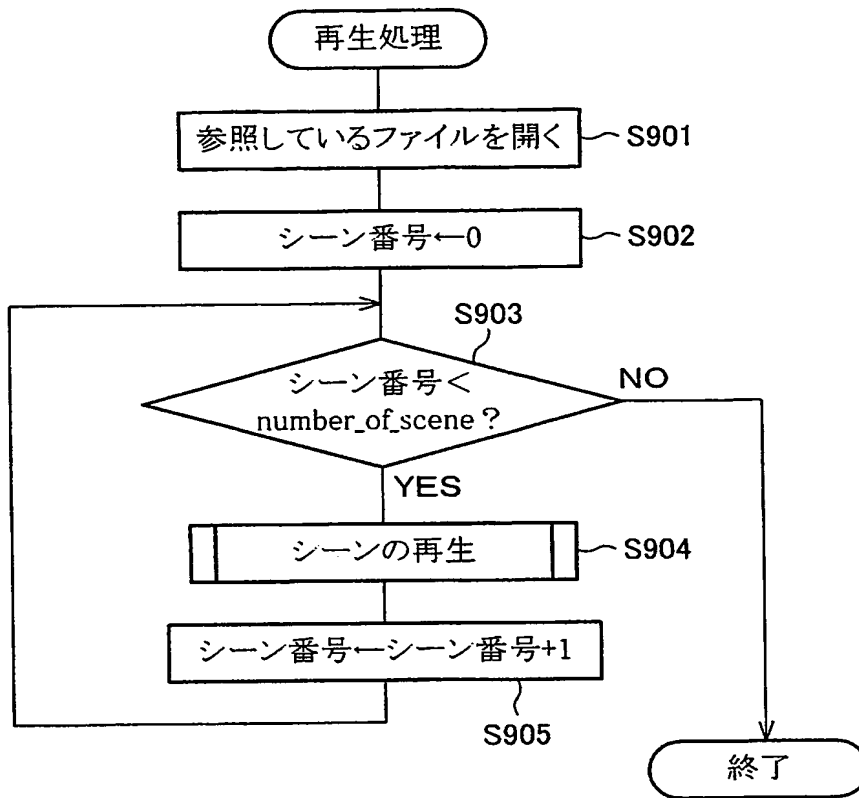 再生処理
参照しているファイルを開く
S901
シーン番号←0
S902
S903
シーン番号<
number_of_scene?
NO
YES
シーンの再生
S904
シーン番号←シーン番号+1
S905
終了